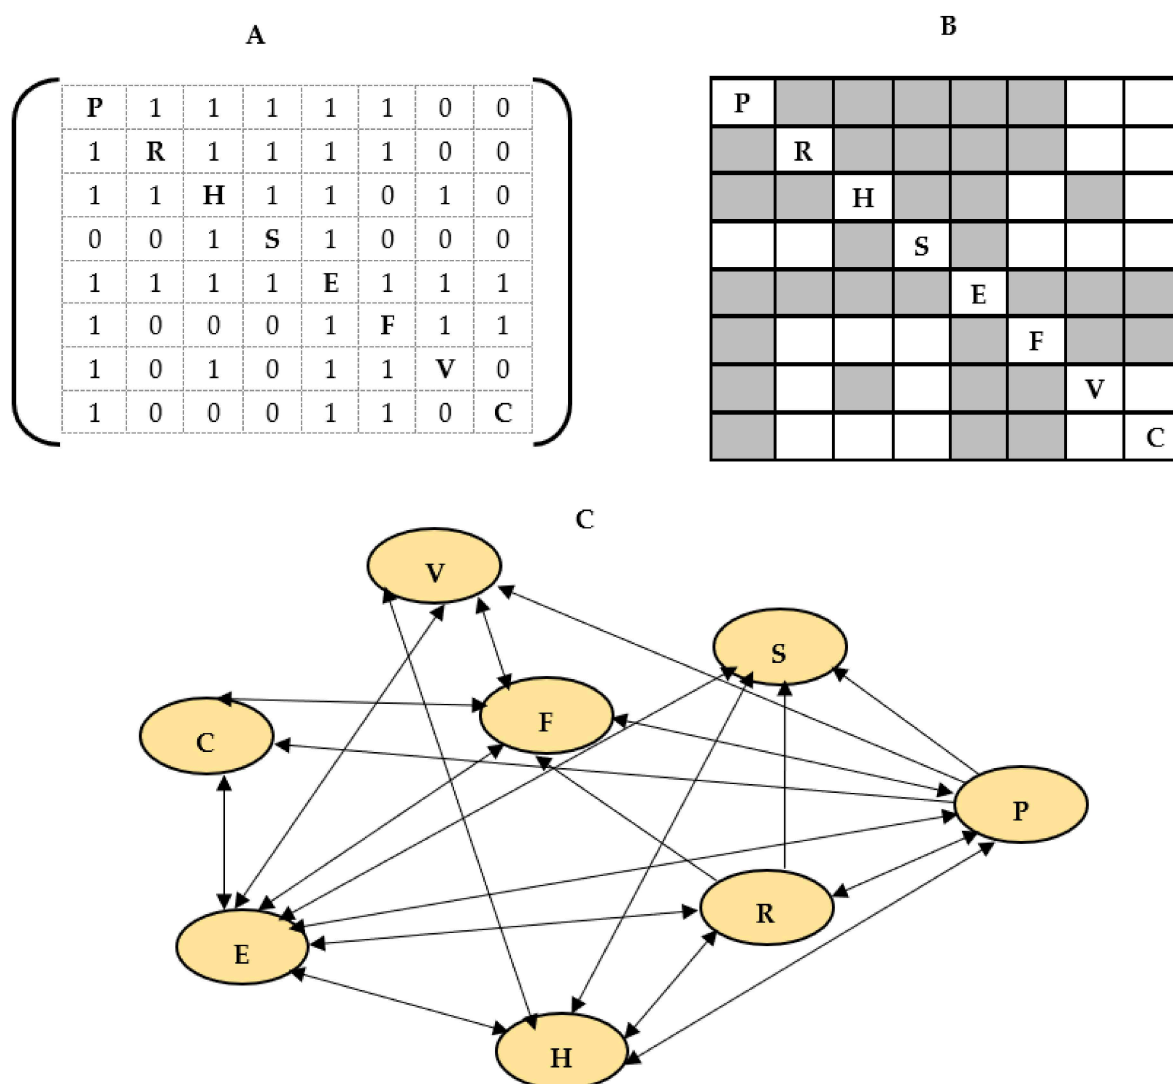 A
B
P 1 1 1 1 1 0 0
1 R 1 1 1 1 0 0
1 1 H 1 1 0 1 0
0 0 1 S 1 0 0 0
1 1 1 1 E 1 1 1
1 0 0 0 1 F 1 1
1 0 1 0 1 1 V 0
1 0 0 0 1 1 0 C
P
R
H
S
E
F
V
C
C
V
S
F
C
P
R
E
H